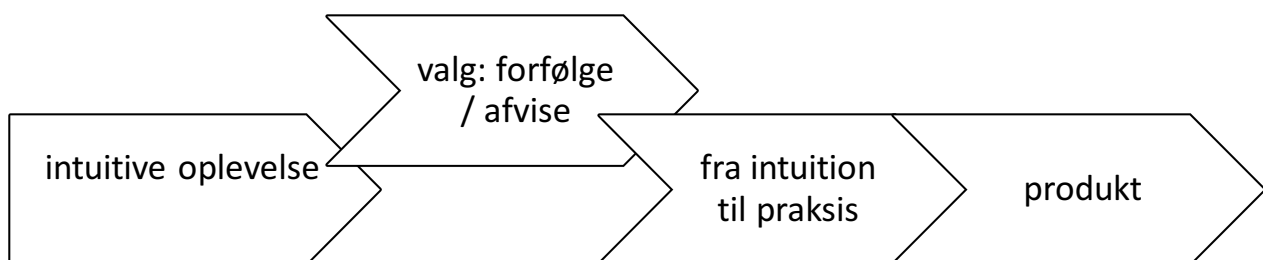 intuitive oplevelse
valg: forfølge
/ afvise
fra intuition
til praksis
produkt